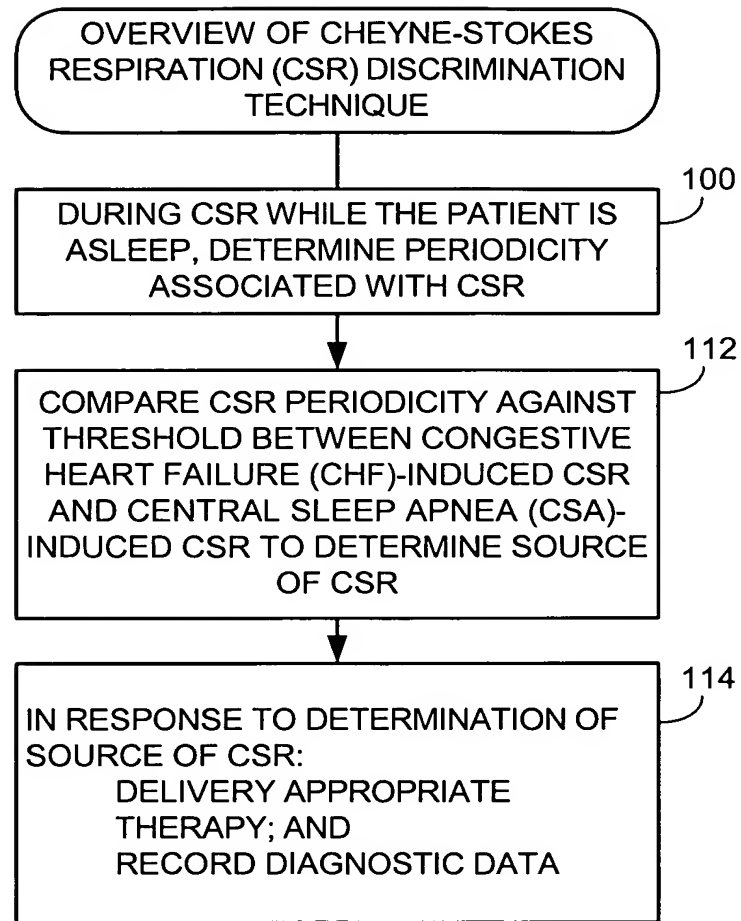 OVERVIEW OF CHEYNE-STOKES
RESPIRATION (CSR) DISCRIMINATION
TECHNIQUE
100
DURING CSR WHILE THE PATIENT IS
ASLEEP, DETERMINE PERIODICITY
ASSOCIATED WITH CSR
112
COMPARE CSR PERIODICITY AGAINST
THRESHOLD BETWEEN CONGESTIVE
HEART FAILURE (CHF)-INDUCED CSR
AND CENTRAL SLEEP APNEA (CSA)-
INDUCED CSR TO DETERMINE SOURCE
OF CSR
114
IN RESPONSE TO DETERMINATION OF
SOURCE OF CSR:
DELIVERY APPROPRIATE
THERAPY; AND
RECORD DIAGNOSTIC DATA